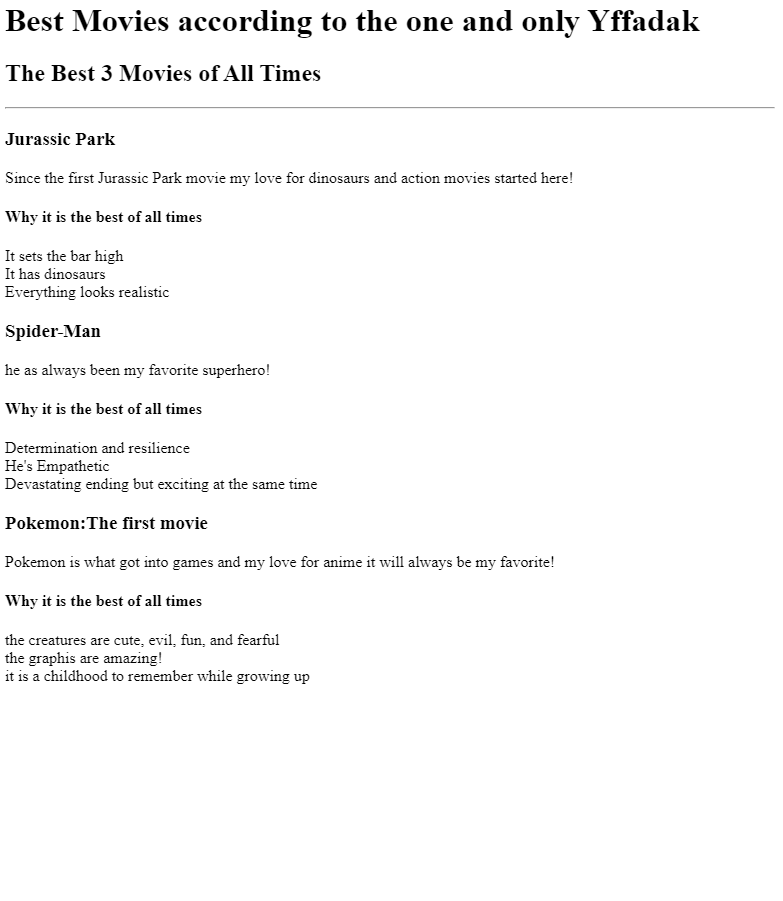 Best Movies according to the one and only Yffadak
The Best 3 Movies of All Times
Jurassic Park
Since the first Jurassic Park movie my love for dinosaurs and action movies started here!
Why it is the best of all times
It sets the bar high
It has dinosaurs
Everything looks realistic
Spider-Man
he as always been my favorite superhero!
Why it is the best of all times
Determination and resilience
He's Empathetic
Devastating ending but exciting at the same time
Pokemon:The first movie
Pokemon is what got into games and my love for anime it will always be my favorite!
Why it is the best of all times
the creatures are cute, evil, fun, and fearful
the graphis are amazing!
it is a childhood to remember while growing up